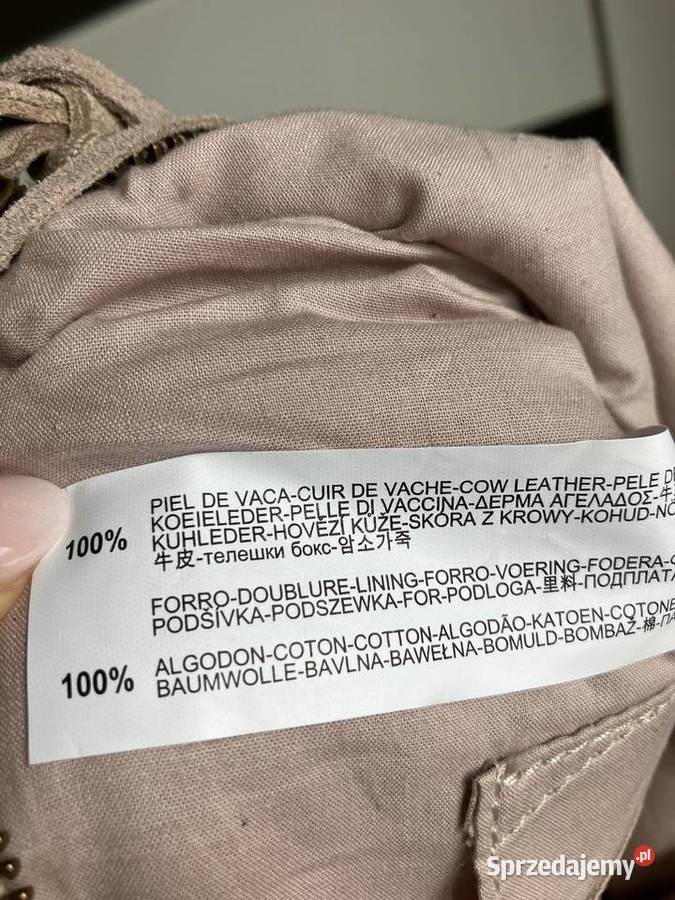 100%
PIEL DE VACA-CUIR DE VACHE-COW LEATHER-PELE
KOEIELEDER-PELLE DI VACCINA-ΔΕΡΜΑ ΑΓΕΛΑΔΟΣ-
KUHLEDER-HOVĚZÍ KŮŽE-SKÓRA Z KROWY-KOHUD-
牛皮-телешки бокс-암소가죽
FORRO-DOUBLURE-LINING-FORRO-VOERING-FODERA-
PODŠÍVKA-PODSZEWKA-FOR-PODLOGA-里料-ПОДПЛАТА
100%
ALGODON-COTON-COTTON-ALGODÃO-KATOEN-COTONE
BAUMWOLLE-BAVLNA-BAWEŁNA-BOMULD-BOMBAŽ-棉-
Sprzedajemy.pl